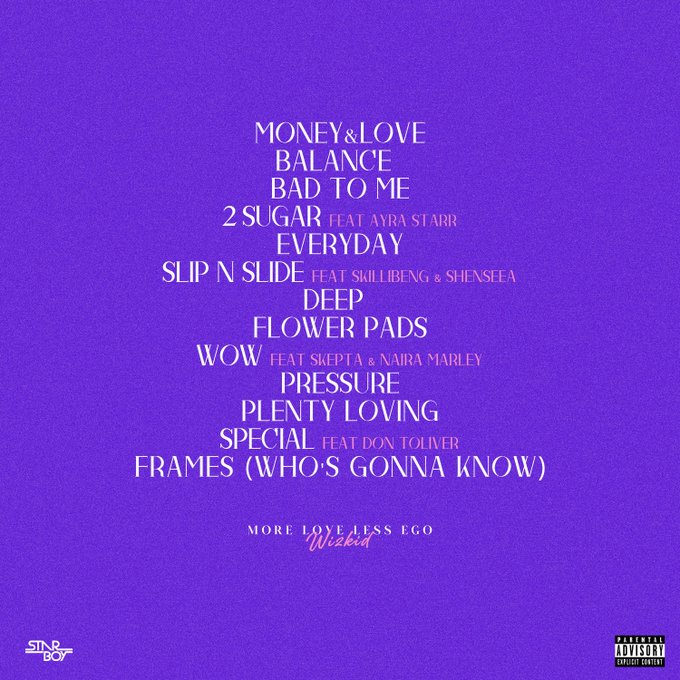 MONEY&LOVE
BALANCE
BAD TO ME
2 SUGAR FEAT AYRA STARR
EVERYDAY
SLIP N SLIDE FEAT SKILLIBENG & SHENSEEA
DEEP
FLOWER PADS
WOW FEAT SKEPTA & NAIRA MARLEY
PRESSURE
PLENTY LOVING
SPECIAL FEAT DON TOLIVER
FRAMES (WHO'S GONNA KNOW)
MORE LOVE LESS EGO
Wizkid
STAR
BOY
PARENTAL
ADVISORY
EXPLICIT CONTENT